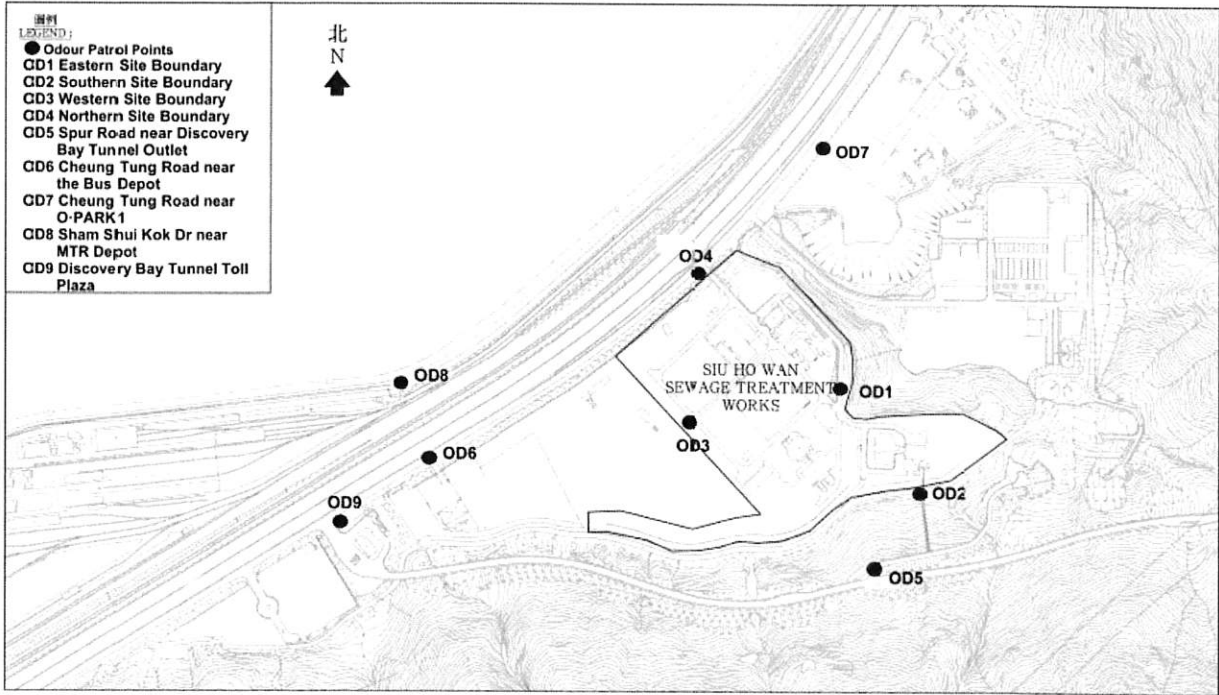 圖例
LEGEND:
Odour Patrol Points
OD1 Eastern Site Boundary
OD2 Southern Site Boundary
OD3 Western Site Boundary
OD4 Northern Site Boundary
OD5 Spur Road near Discovery
Bay Tunnel Outlet
OD6 Cheung Tung Road near
the Bus Depot
OD7 Cheung Tung Road near
O·PARK1
OD8 Sham Shui Kok Dr near
MTR Depot
OD9 Discovery Bay Tunnel Toll
Plaza
北
N
OD7
OD4
SIU HO WAN
SEWAGE TREATMENT
WORKS
OD8
OD1
OD3
OD6
OD2
OD9
OD5